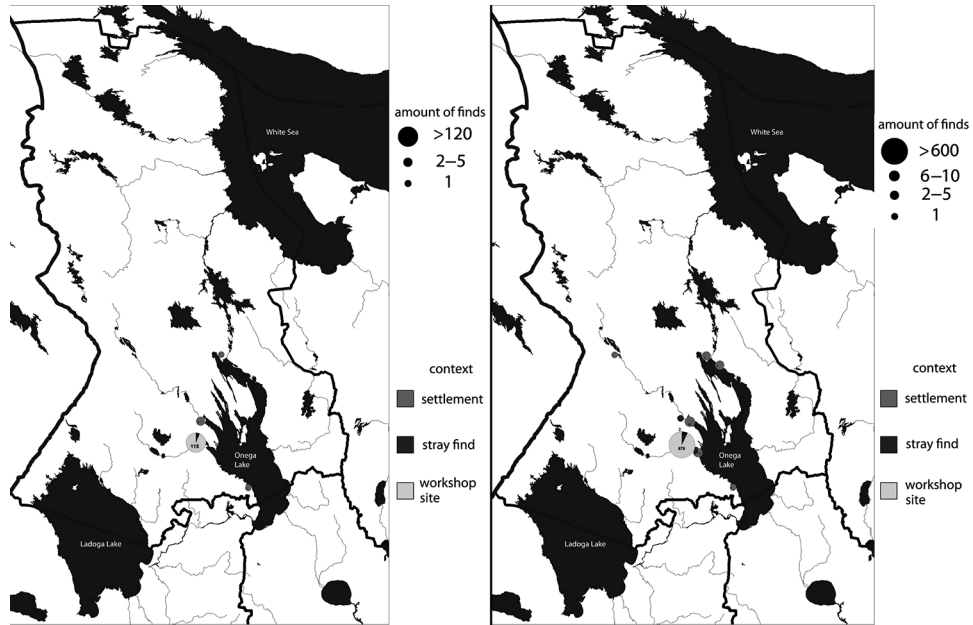 amount of finds
>120
2–5
1
White Sea
context
settlement
stray find
workshop
site
115
Onega
Lake
Ladoga Lake
amount of finds
>600
6–10
2–5
1
White Sea
context
settlement
stray find
workshop
site
Onega
Lake
Ladoga Lake